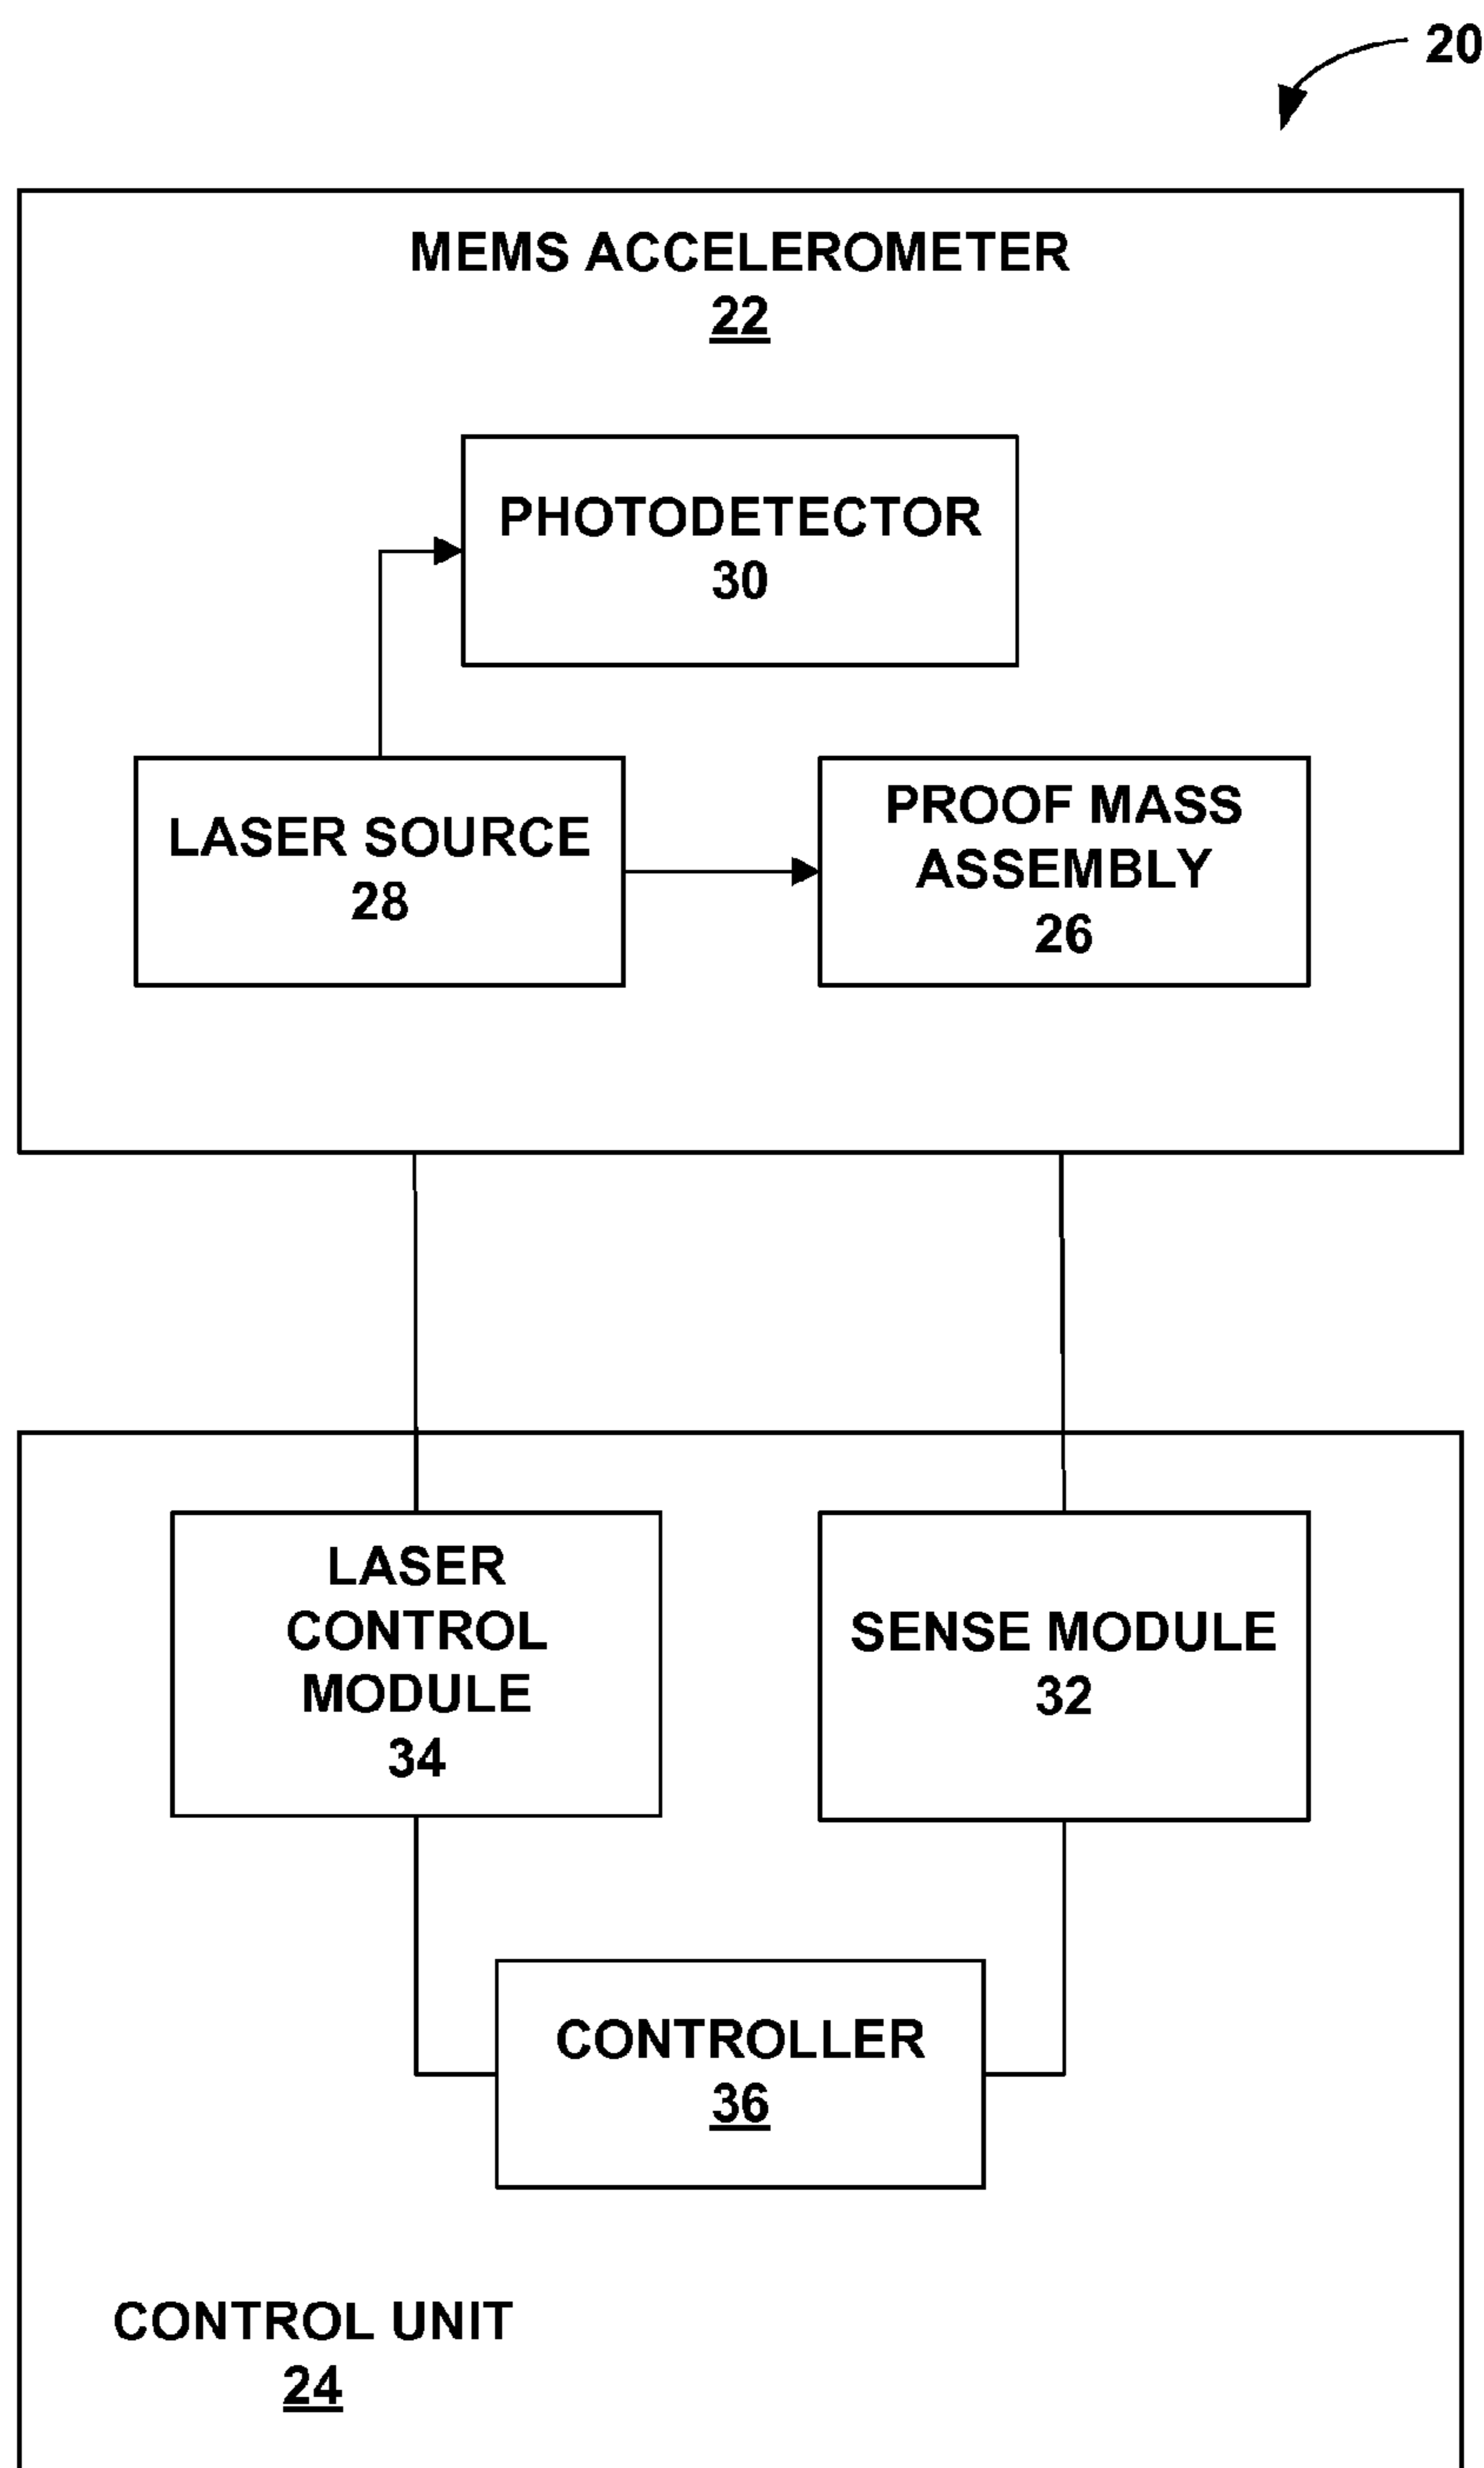 20
MEMS ACCELEROMETER
22
PHOTODETECTOR
30
LASER SOURCE
28
PROOF MASS
ASSEMBLY
26
LASER
CONTROL
MODULE
34
SENSE MODULE
32
CONTROLLER
36
CONTROL UNIT
24